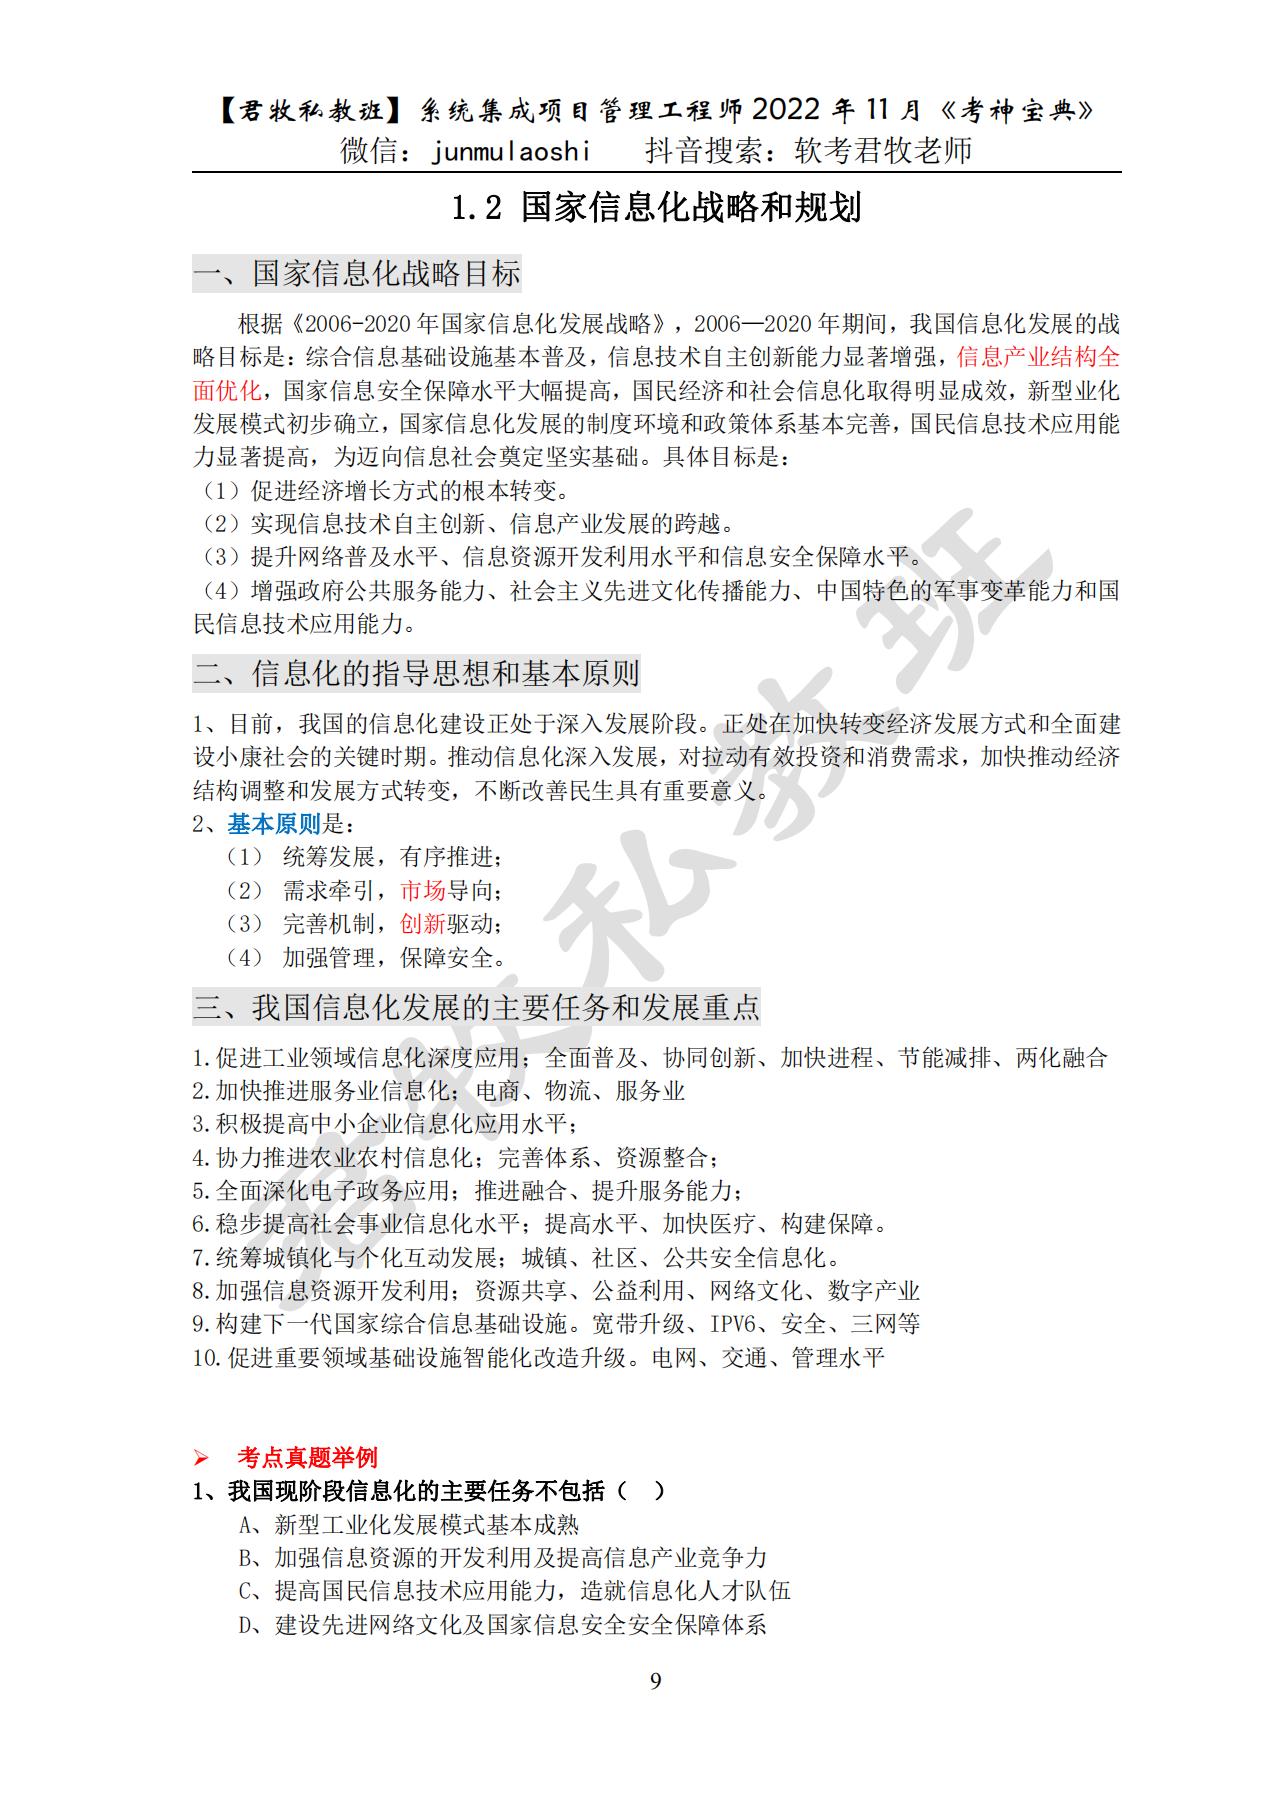 【君牧私教班】系统集成项目管理工程师2022年11月《考神宝典》
微信：junmulaoshi 抖音搜索：软考君牧老师
1.2 国家信息化战略和规划
一、国家信息化战略目标
根据《2006-2020年国家信息化发展战略》，2006—2020年期间，我国信息化发展的战
略目标是：综合信息基础设施基本普及，信息技术自主创新能力显著增强，信息产业结构全
面优化，国家信息安全保障水平大幅提高，国民经济和社会信息化取得明显成效，新型业化
发展模式初步确立，国家信息化发展的制度环境和政策体系基本完善，国民信息技术应用能
力显著提高，为迈向信息社会奠定坚实基础。具体目标是：
（1）促进经济增长方式的根本转变。
（2）实现信息技术自主创新、信息产业发展的跨越。
（3）提升网络普及水平、信息资源开发利用水平和信息安全保障水平。
（4）增强政府公共服务能力、社会主义先进文化传播能力、中国特色的军事变革能力和国
民信息技术应用能力。
二、信息化的指导思想和基本原则
1、目前，我国的信息化建设正处于深入发展阶段。正处在加快转变经济发展方式和全面建
设小康社会的关键时期。推动信息化深入发展，对拉动有效投资和消费需求，加快推动经济
结构调整和发展方式转变，不断改善民生具有重要意义。
2、基本原则是：
（1） 统筹发展，有序推进；
（2） 需求牵引，市场导向；
（3） 完善机制，创新驱动；
（4） 加强管理，保障安全。
三、我国信息化发展的主要任务和发展重点
1.促进工业领域信息化深度应用；全面普及、协同创新、加快进程、节能减排、两化融合
2.加快推进服务业信息化；电商、物流、服务业
3.积极提高中小企业信息化应用水平；
4.协力推进农业农村信息化；完善体系、资源整合；
5.全面深化电子政务应用；推进融合、提升服务能力；
6.稳步提高社会事业信息化水平；提高水平、加快医疗、构建保障。
7.统筹城镇化与个化互动发展；城镇、社区、公共安全信息化。
8.加强信息资源开发利用；资源共享、公益利用、网络文化、数字产业
9.构建下一代国家综合信息基础设施。宽带升级、IPV6、安全、三网等
10.促进重要领域基础设施智能化改造升级。电网、交通、管理水平
考点真题举例
1、我国现阶段信息化的主要任务不包括（ ）
A、新型工业化发展模式基本成熟
B、加强信息资源的开发利用及提高信息产业竞争力
C、提高国民信息技术应用能力，造就信息化人才队伍
D、建设先进网络文化及国家信息安全安全保障体系
9
君牧私教班